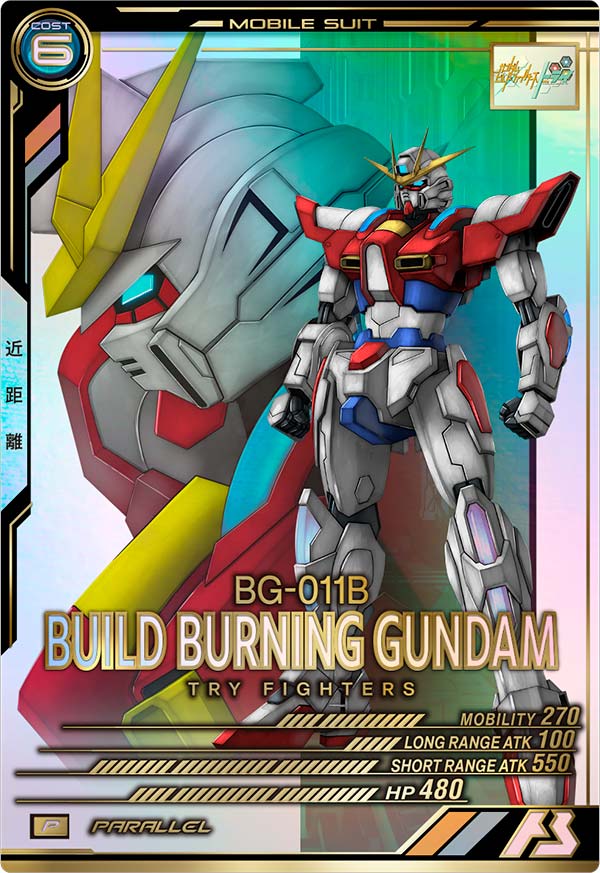 MOBILE SUIT
COST
6
近距離
BG-011B
BUILD BURNING GUNDAM
TRY FIGHTERS
MOBILITY 270
LONG RANGE ATK 100
SHORT RANGE ATK 550
HP 480
P PARALLEL